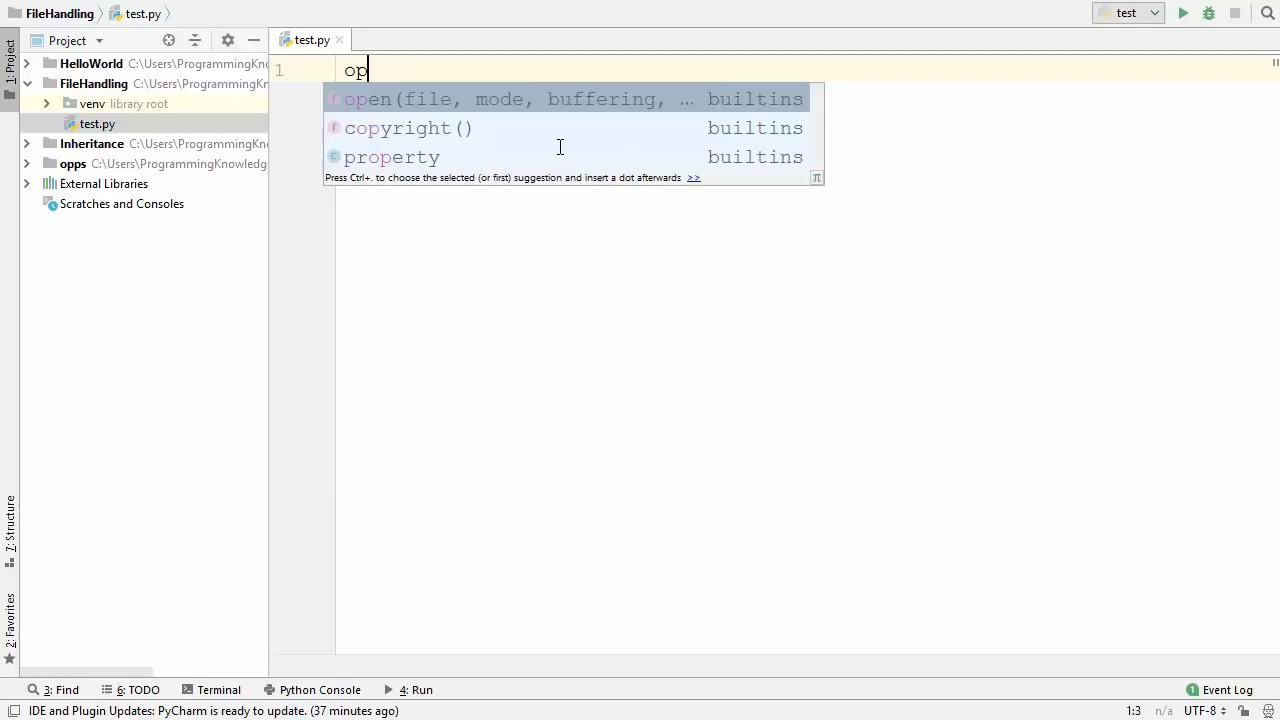 FileHandling test.py
test
Project
test.py
1: Project
HelloWorld C:\Users\ProgrammingKn
FileHandling C:\Users\ProgrammingKn
venv library root
test.py
Inheritance C:\Users\ProgrammingKn
opps C:\Users\ProgrammingKnowledge
External Libraries
Scratches and Consoles
1 op
open(file, mode, buffering, … builtins
copyright() builtins
property builtins
Press Ctrl+. to choose the selected (or first) suggestion and insert a dot afterwards >>
π
7: Structure
2: Favorites
3: Find 6: TODO Terminal Python Console 4: Run 1 Event Log
IDE and Plugin Updates: PyCharm is ready to update. (37 minutes ago) 1:3 n/a UTF-8